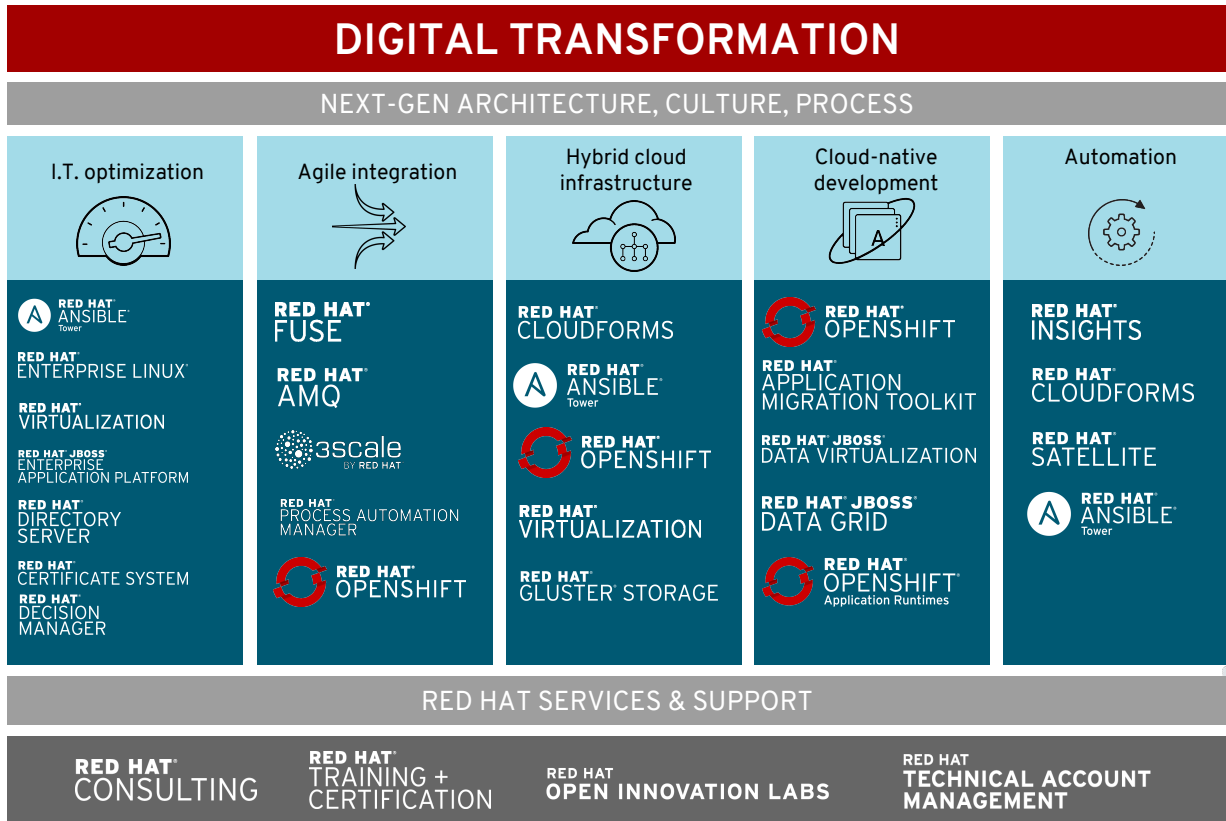 DIGITAL TRANSFORMATION
NEXT-GEN ARCHITECTURE, CULTURE, PROCESS
I.T. optimization
RED HAT®
ANSIBLE®
Tower
RED HAT®
ENTERPRISE LINUX®
RED HAT®
VIRTUALIZATION
RED HAT® JBOSS®
ENTERPRISE
APPLICATION PLATFORM
RED HAT®
DIRECTORY
SERVER
RED HAT®
CERTIFICATE SYSTEM
RED HAT®
DECISION
MANAGER
Agile integration
RED HAT®
FUSE
RED HAT®
AMQ
3scale
BY RED HAT
RED HAT®
PROCESS AUTOMATION
MANAGER
RED HAT®
OPENSHIFT
Hybrid cloud
infrastructure
RED HAT®
CLOUDFORMS
RED HAT®
ANSIBLE®
Tower
RED HAT®
OPENSHIFT
RED HAT®
VIRTUALIZATION
RED HAT®
GLUSTER® STORAGE
Cloud-native
development
A
RED HAT®
OPENSHIFT
RED HAT®
APPLICATION
MIGRATION TOOLKIT
RED HAT® JBOSS®
DATA VIRTUALIZATION
RED HAT® JBOSS®
DATA GRID
RED HAT®
OPENSHIFT®
Application Runtimes
Automation
RED HAT®
INSIGHTS
RED HAT®
CLOUDFORMS
RED HAT®
SATELLITE
RED HAT®
ANSIBLE®
Tower
RED HAT SERVICES & SUPPORT
RED HAT®
CONSULTING
RED HAT®
TRAINING +
CERTIFICATION
RED HAT
OPEN INNOVATION LABS
RED HAT
TECHNICAL ACCOUNT
MANAGEMENT